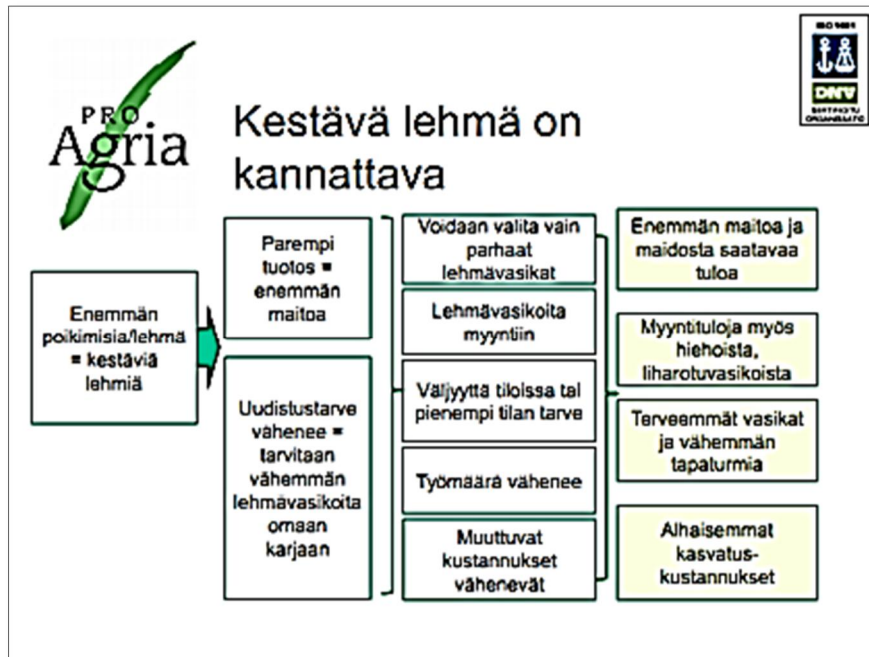 PRO
Agria
ISO 9001
DNV
Kestävä lehmä on
kannattava
Enemmän
poikimisia/lehmä
= kestäviä
lehmiä
Parempi
tuotos =
enemmän
maitoa
Uudistustarve
vähenee =
tarvitaan
vähemmän
lehmävasikoita
omaan
karjaan
Voidaan valita vain
parhaat
lehmävasikat
Lehmävasikoita
myyntiin
Väljyyttä tiloissa tai
pienempi tilan tarve
Työmäärä vähenee
Muuttuvat
kustannukset
vähenevät
Enemmän maitoa ja
maidosta saatavaa
tuloa
Myyntituloja myös
hiehoista,
liharotuvasikoista
Terveemmät vasikat
ja vähemmän
tapaturmia
Alhaisemmat
kasvatus-
kustannukset